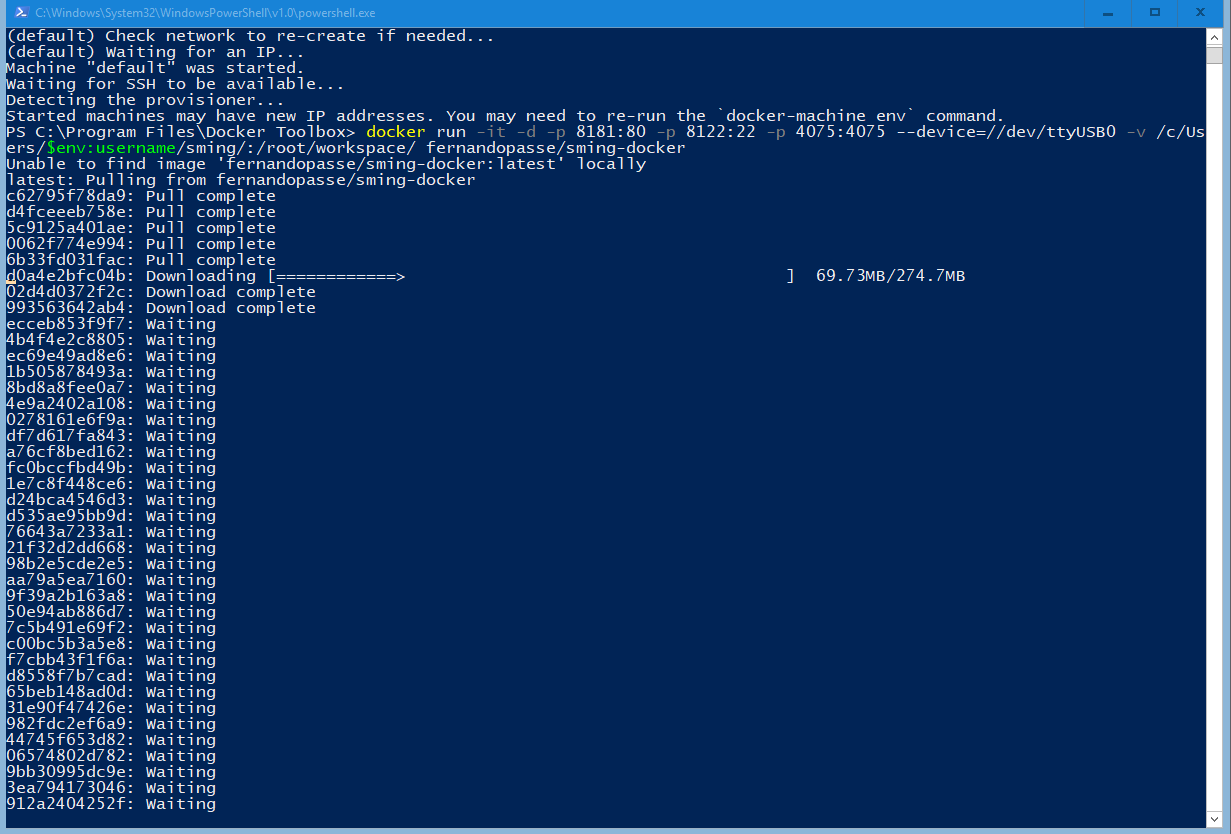 C:\Windows\System32\WindowsPowerShell\v1.0\powershell.exe
(default) Check network to re-create if needed...
(default) Waiting for an IP...
Machine "default" was started.
Waiting for SSH to be available...
Detecting the provisioner...
Started machines may have new IP addresses. You may need to re-run the `docker-machine env` command.
PS C:\Program Files\Docker Toolbox> docker run -it -d -p 8181:80 -p 8122:22 -p 4075:4075 --device=//dev/ttyUSB0 -v /c/Us
ers/$env:username/sming/:/root/workspace/ fernandopasse/sming-docker
Unable to find image 'fernandopasse/sming-docker:latest' locally
latest: Pulling from fernandopasse/sming-docker
c62795f78da9: Pull complete
d4fceeeb758e: Pull complete
5c9125a401ae: Pull complete
0062f774e994: Pull complete
6b33fd031fac: Pull complete
d0a4e2bfc04b: Downloading [============>                                      ]  69.73MB/274.7MB
02d4d0372f2c: Download complete
993563642ab4: Download complete
ecceb853f9f7: Waiting
4b4f4e2c8805: Waiting
ec69e49ad8e6: Waiting
1b505878493a: Waiting
8bd8a8fee0a7: Waiting
4e9a2402a108: Waiting
0278161e6f9a: Waiting
df7d617fa843: Waiting
a76cf8bed162: Waiting
fc0bccfbd49b: Waiting
1e7c8f448ce6: Waiting
d24bca4546d3: Waiting
d535ae95bb9d: Waiting
76643a7233a1: Waiting
21f32d2dd668: Waiting
98b2e5cde2e5: Waiting
aa79a5ea7160: Waiting
9f39a2b163a8: Waiting
50e94ab886d7: Waiting
7c5b491e69f2: Waiting
c00bc5b3a5e8: Waiting
f7cbb43f1f6a: Waiting
d8558f7b7cad: Waiting
65beb148ad0d: Waiting
31e90f47426e: Waiting
982fdc2ef6a9: Waiting
44745f653d82: Waiting
06574802d782: Waiting
9bb30995dc9e: Waiting
3ea794173046: Waiting
912a2404252f: Waiting